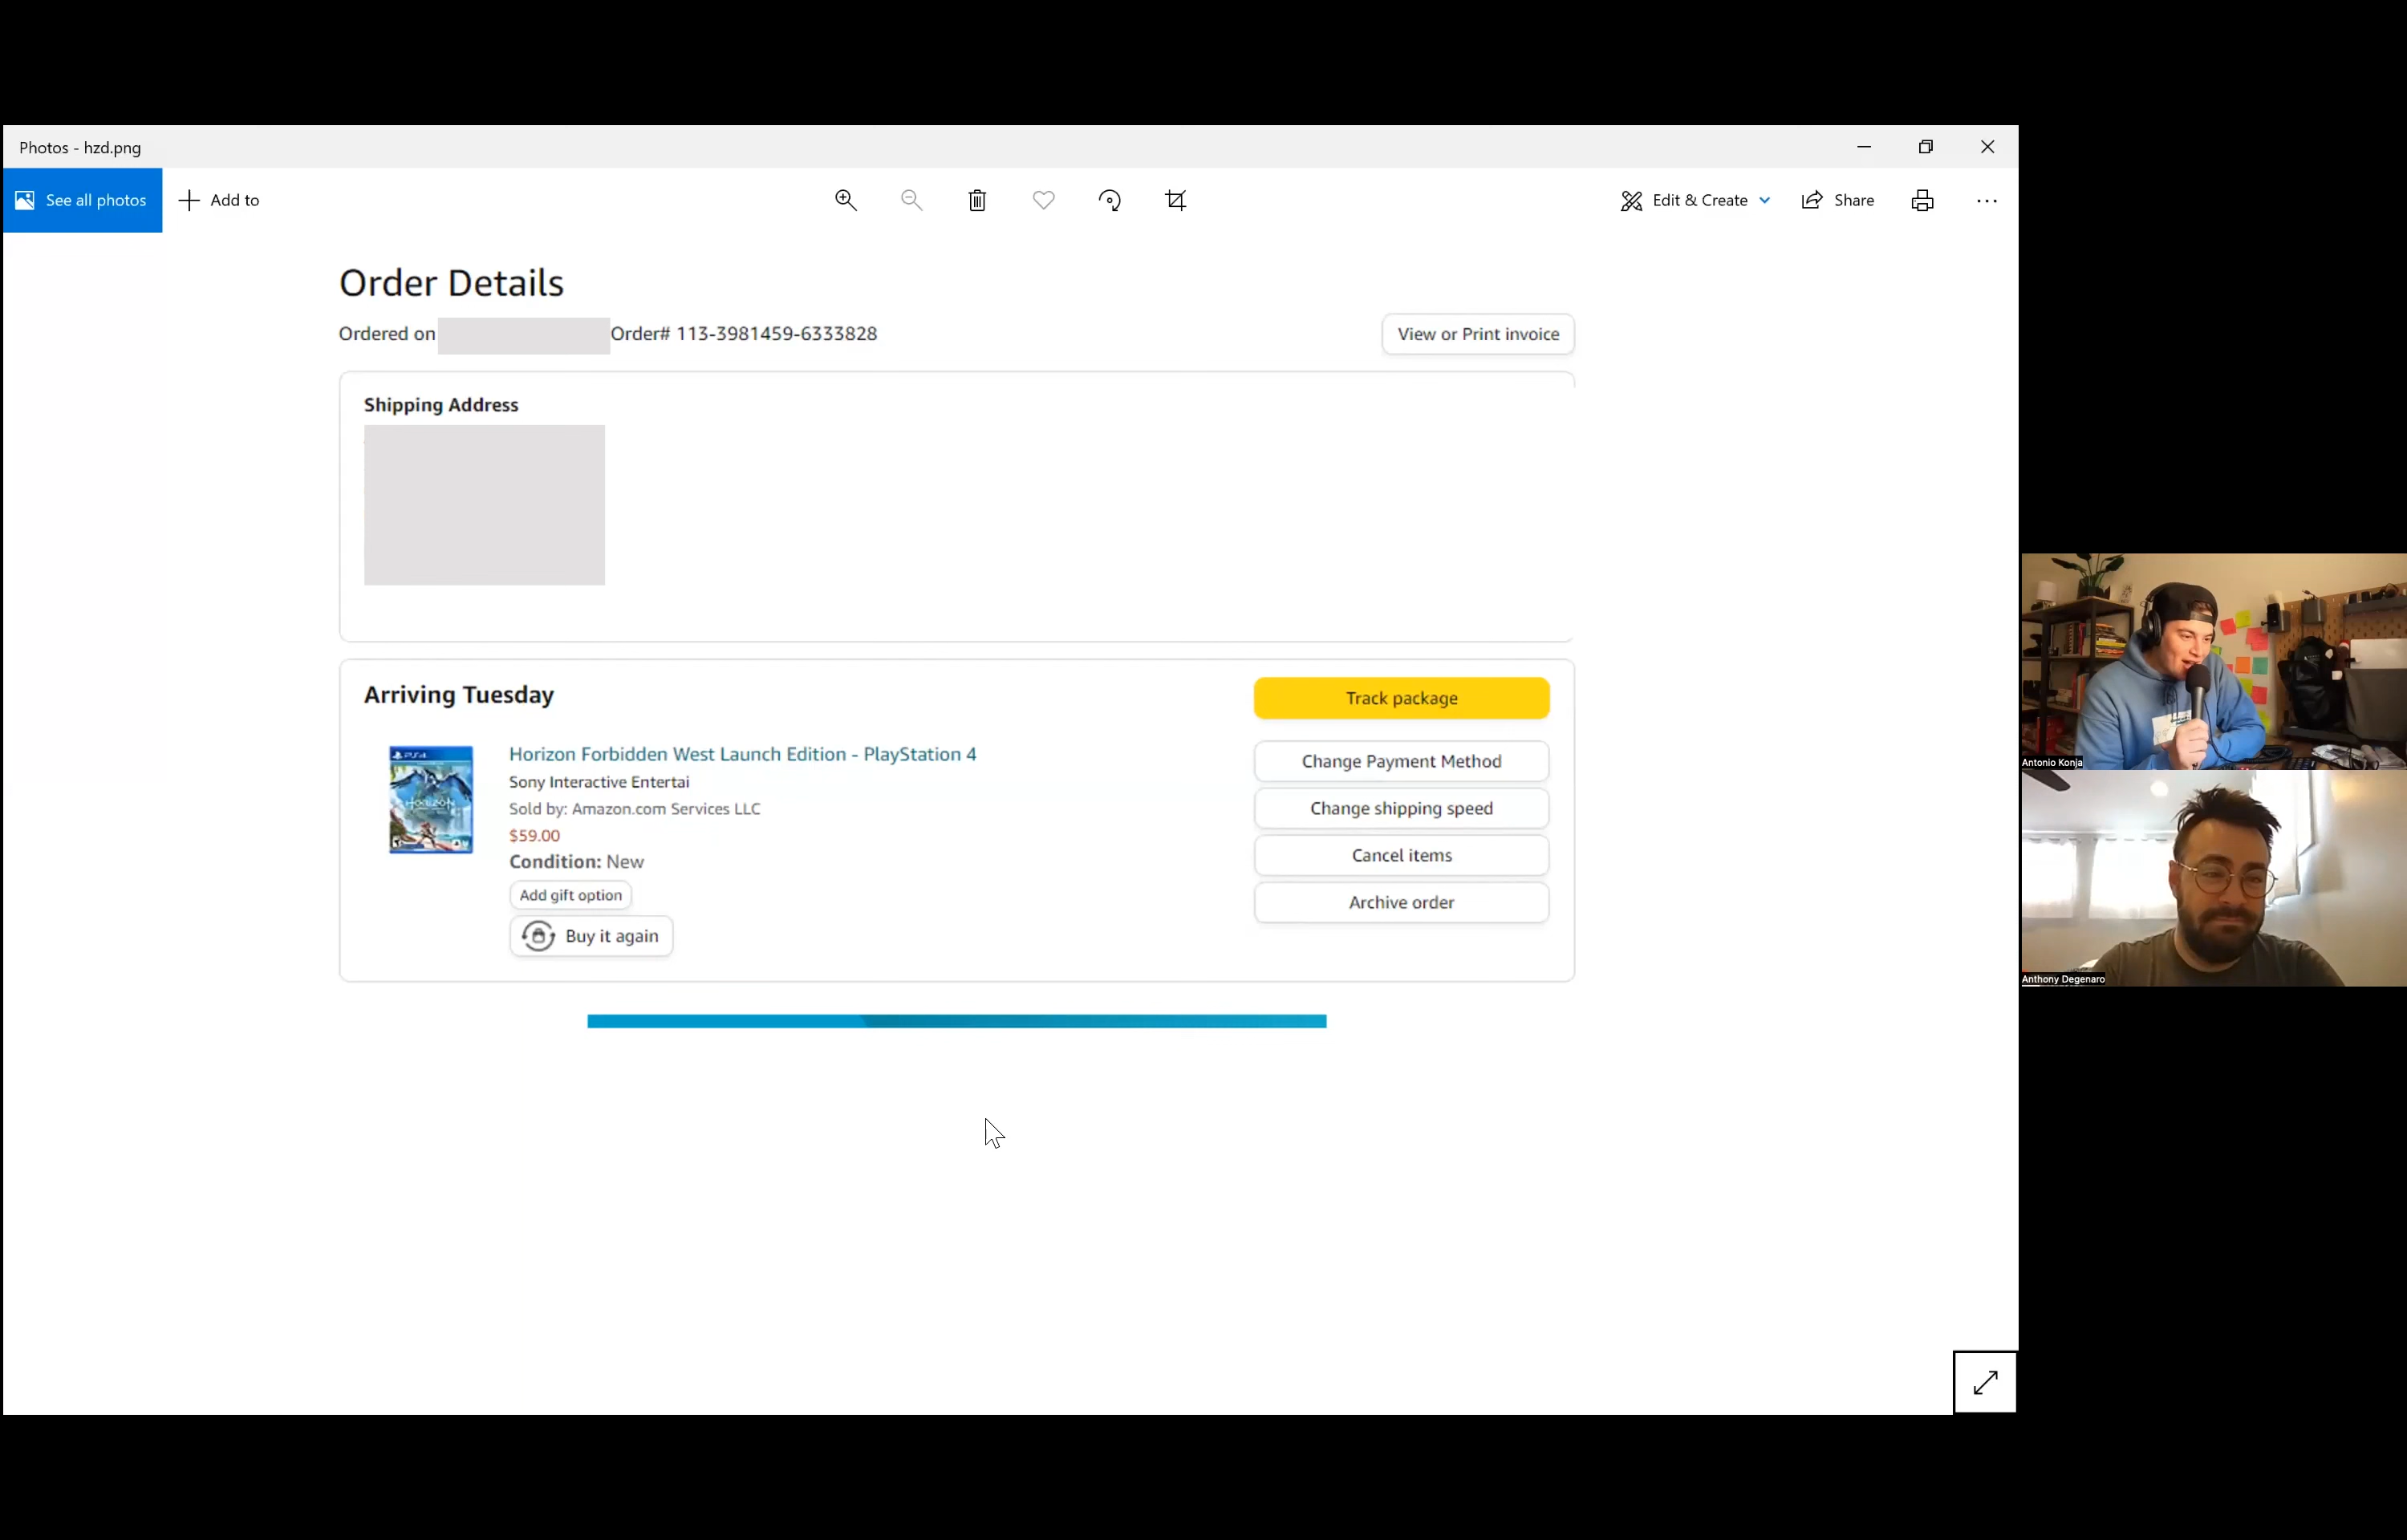 Photos - hzd.png
See all photos
Add to
Edit & Create
Share
Order Details
Ordered on
Order# 113-3981459-6333828
View or Print invoice
Shipping Address
Arriving Tuesday
Track package
PS4
HORIZON
Horizon Forbidden West Launch Edition - PlayStation 4
Sony Interactive Entertai
Sold by: Amazon.com Services LLC
$59.00
Condition: New
Add gift option
Buy it again
Change Payment Method
Change shipping speed
Cancel items
Archive order
Antonio Konja
Anthony Degenaro